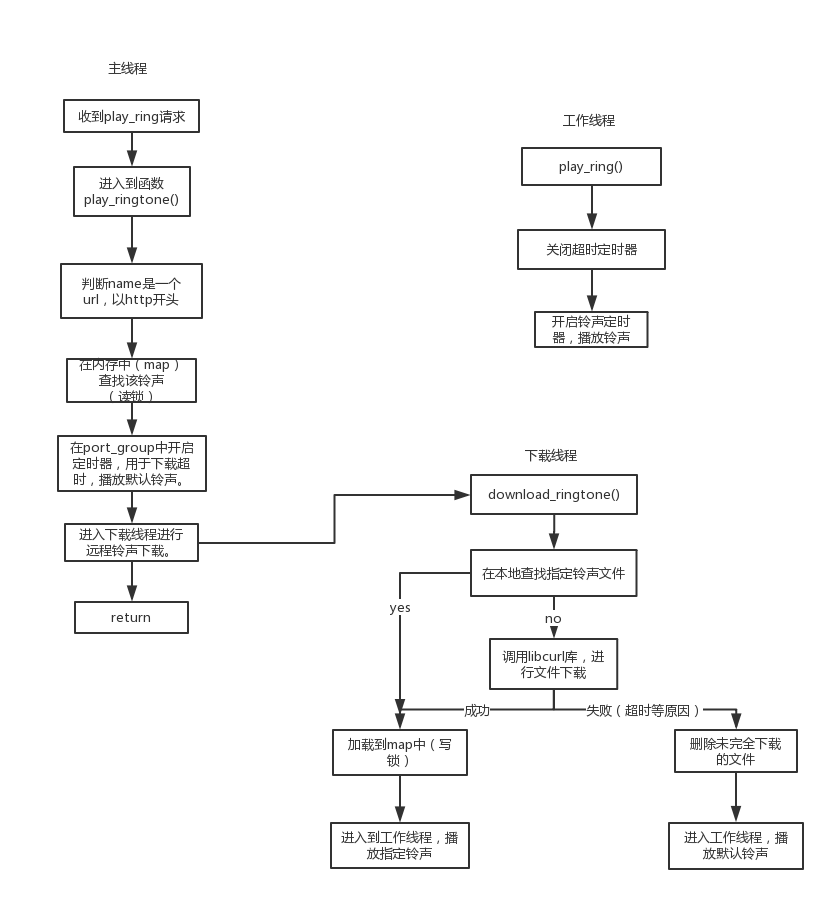 主线程
收到play_ring请求
进入到函数
play_ringtone()
判断name是一个
url，以http开头
在内存中（map）
查找该铃声
（读锁）
在port_group中开启
定时器，用于下载超
时，播放默认铃声。
进入下载线程进行
远程铃声下载。
return
工作线程
play_ring()
关闭超时定时器
开启铃声定时
器，播放铃声
下载线程
download_ringtone()
在本地查找指定铃声文件
yes
no
调用libcurl库，进
行文件下载
成功
失败（超时等原因）
加载到map中（写
锁）
删除未完全下载
的文件
进入到工作线程，播
放指定铃声
进入工作线程，播
放默认铃声